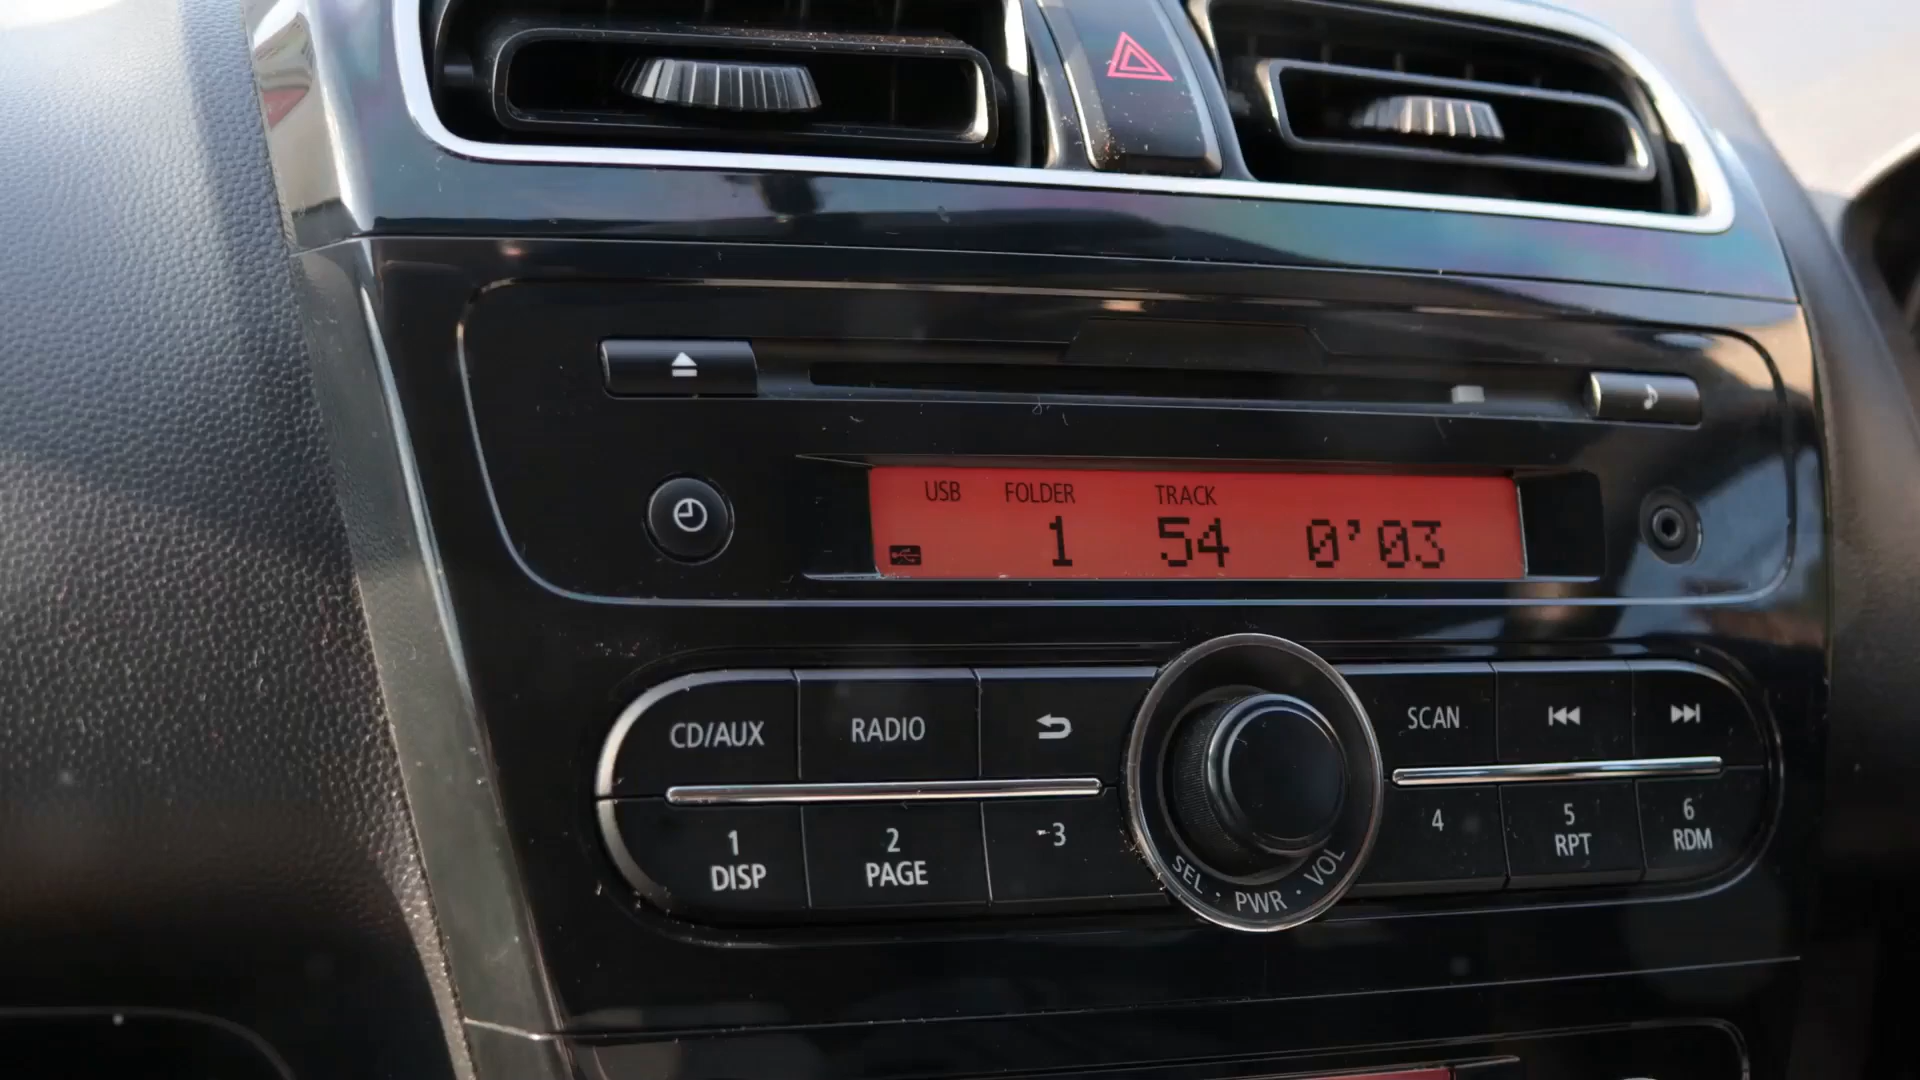 USB FOLDER TRACK
1 54 0'03
CD/AUX RADIO SCAN
1 2 3 4 5 6
DISP PAGE RPT RDM
SEL · PWR · VOL